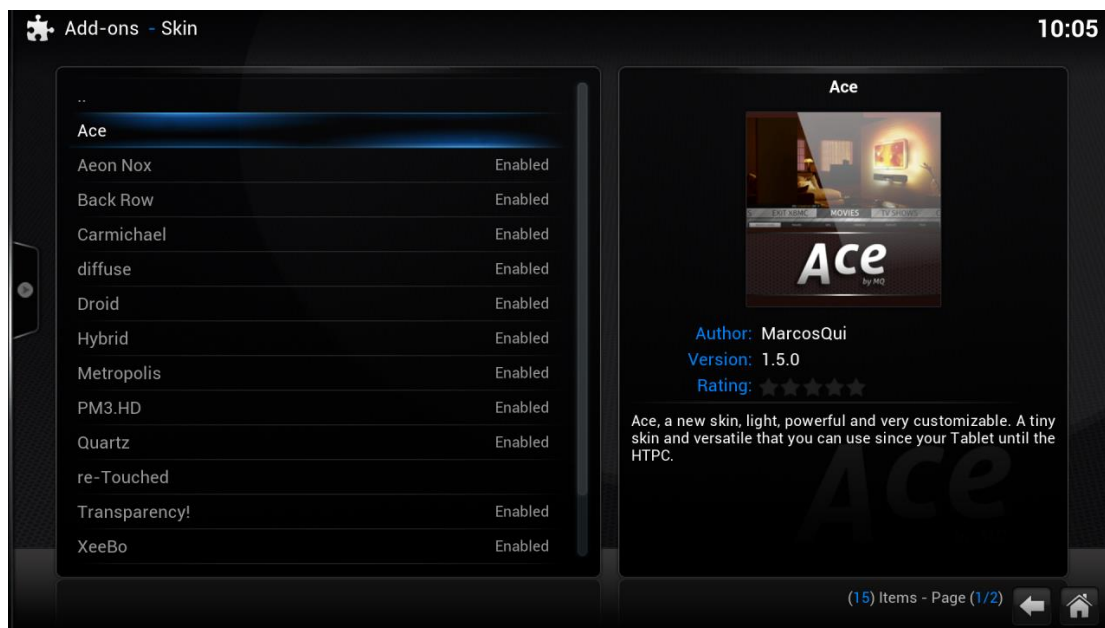 Add-ons - Skin
10:05
..
Ace
Aeon Nox Enabled
Back Row Enabled
Carmichael Enabled
diffuse Enabled
Droid Enabled
Hybrid Enabled
Metropolis Enabled
PM3.HD Enabled
Quartz Enabled
re-Touched
Transparency! Enabled
XeeBo Enabled
Ace
EXIT XBMC MOVIES TV SHOWS
Ace
by MQ
Author: MarcosQui
Version: 1.5.0
Rating:
Ace, a new skin, light, powerful and very customizable. A tiny
skin and versatile that you can use since your Tablet until the
HTPC.
Ace
(15) Items - Page (1/2)